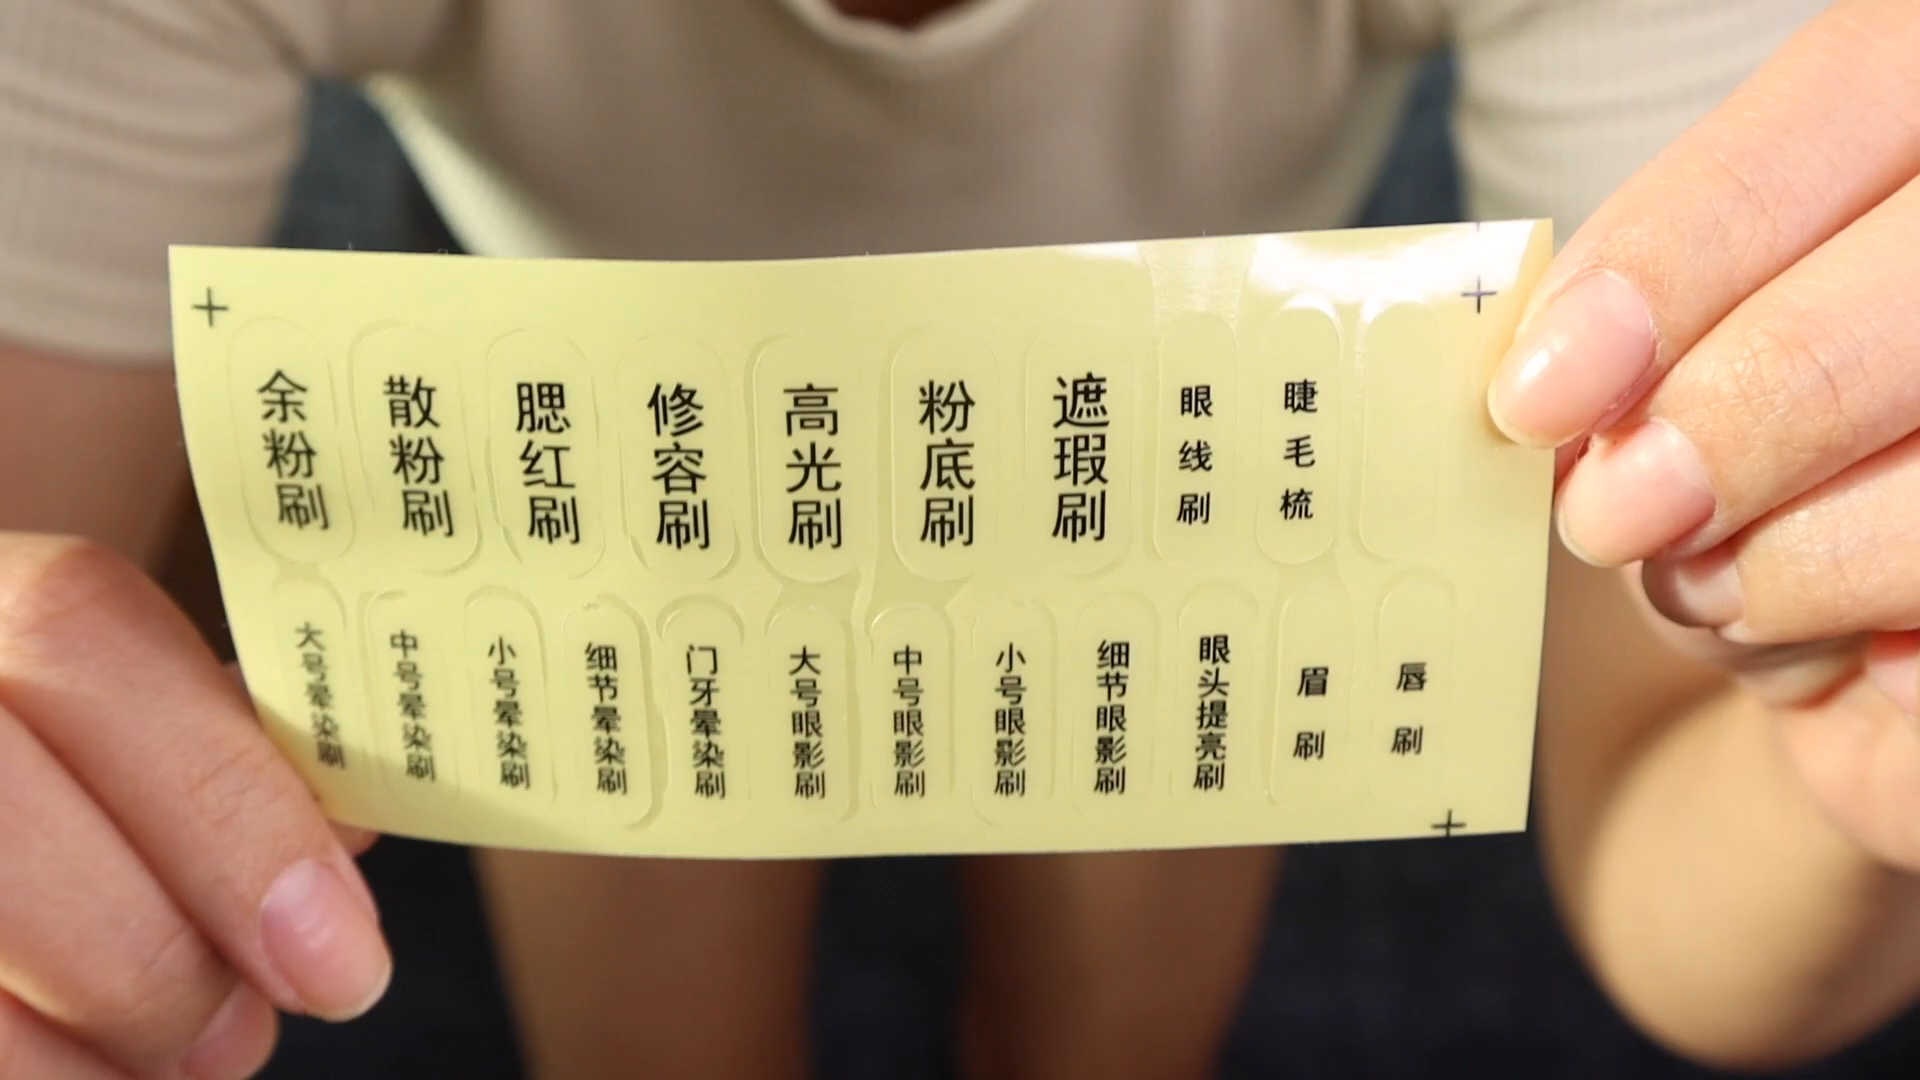 余粉刷
散粉刷
腮红刷
修容刷
高光刷
粉底刷
遮瑕刷
眼线刷
睫毛梳
大号晕染刷
中号晕染刷
小号晕染刷
细节晕染刷
门牙晕染刷
大号眼影刷
中号眼影刷
小号眼影刷
细节眼影刷
眼头提亮刷
眉刷
唇刷